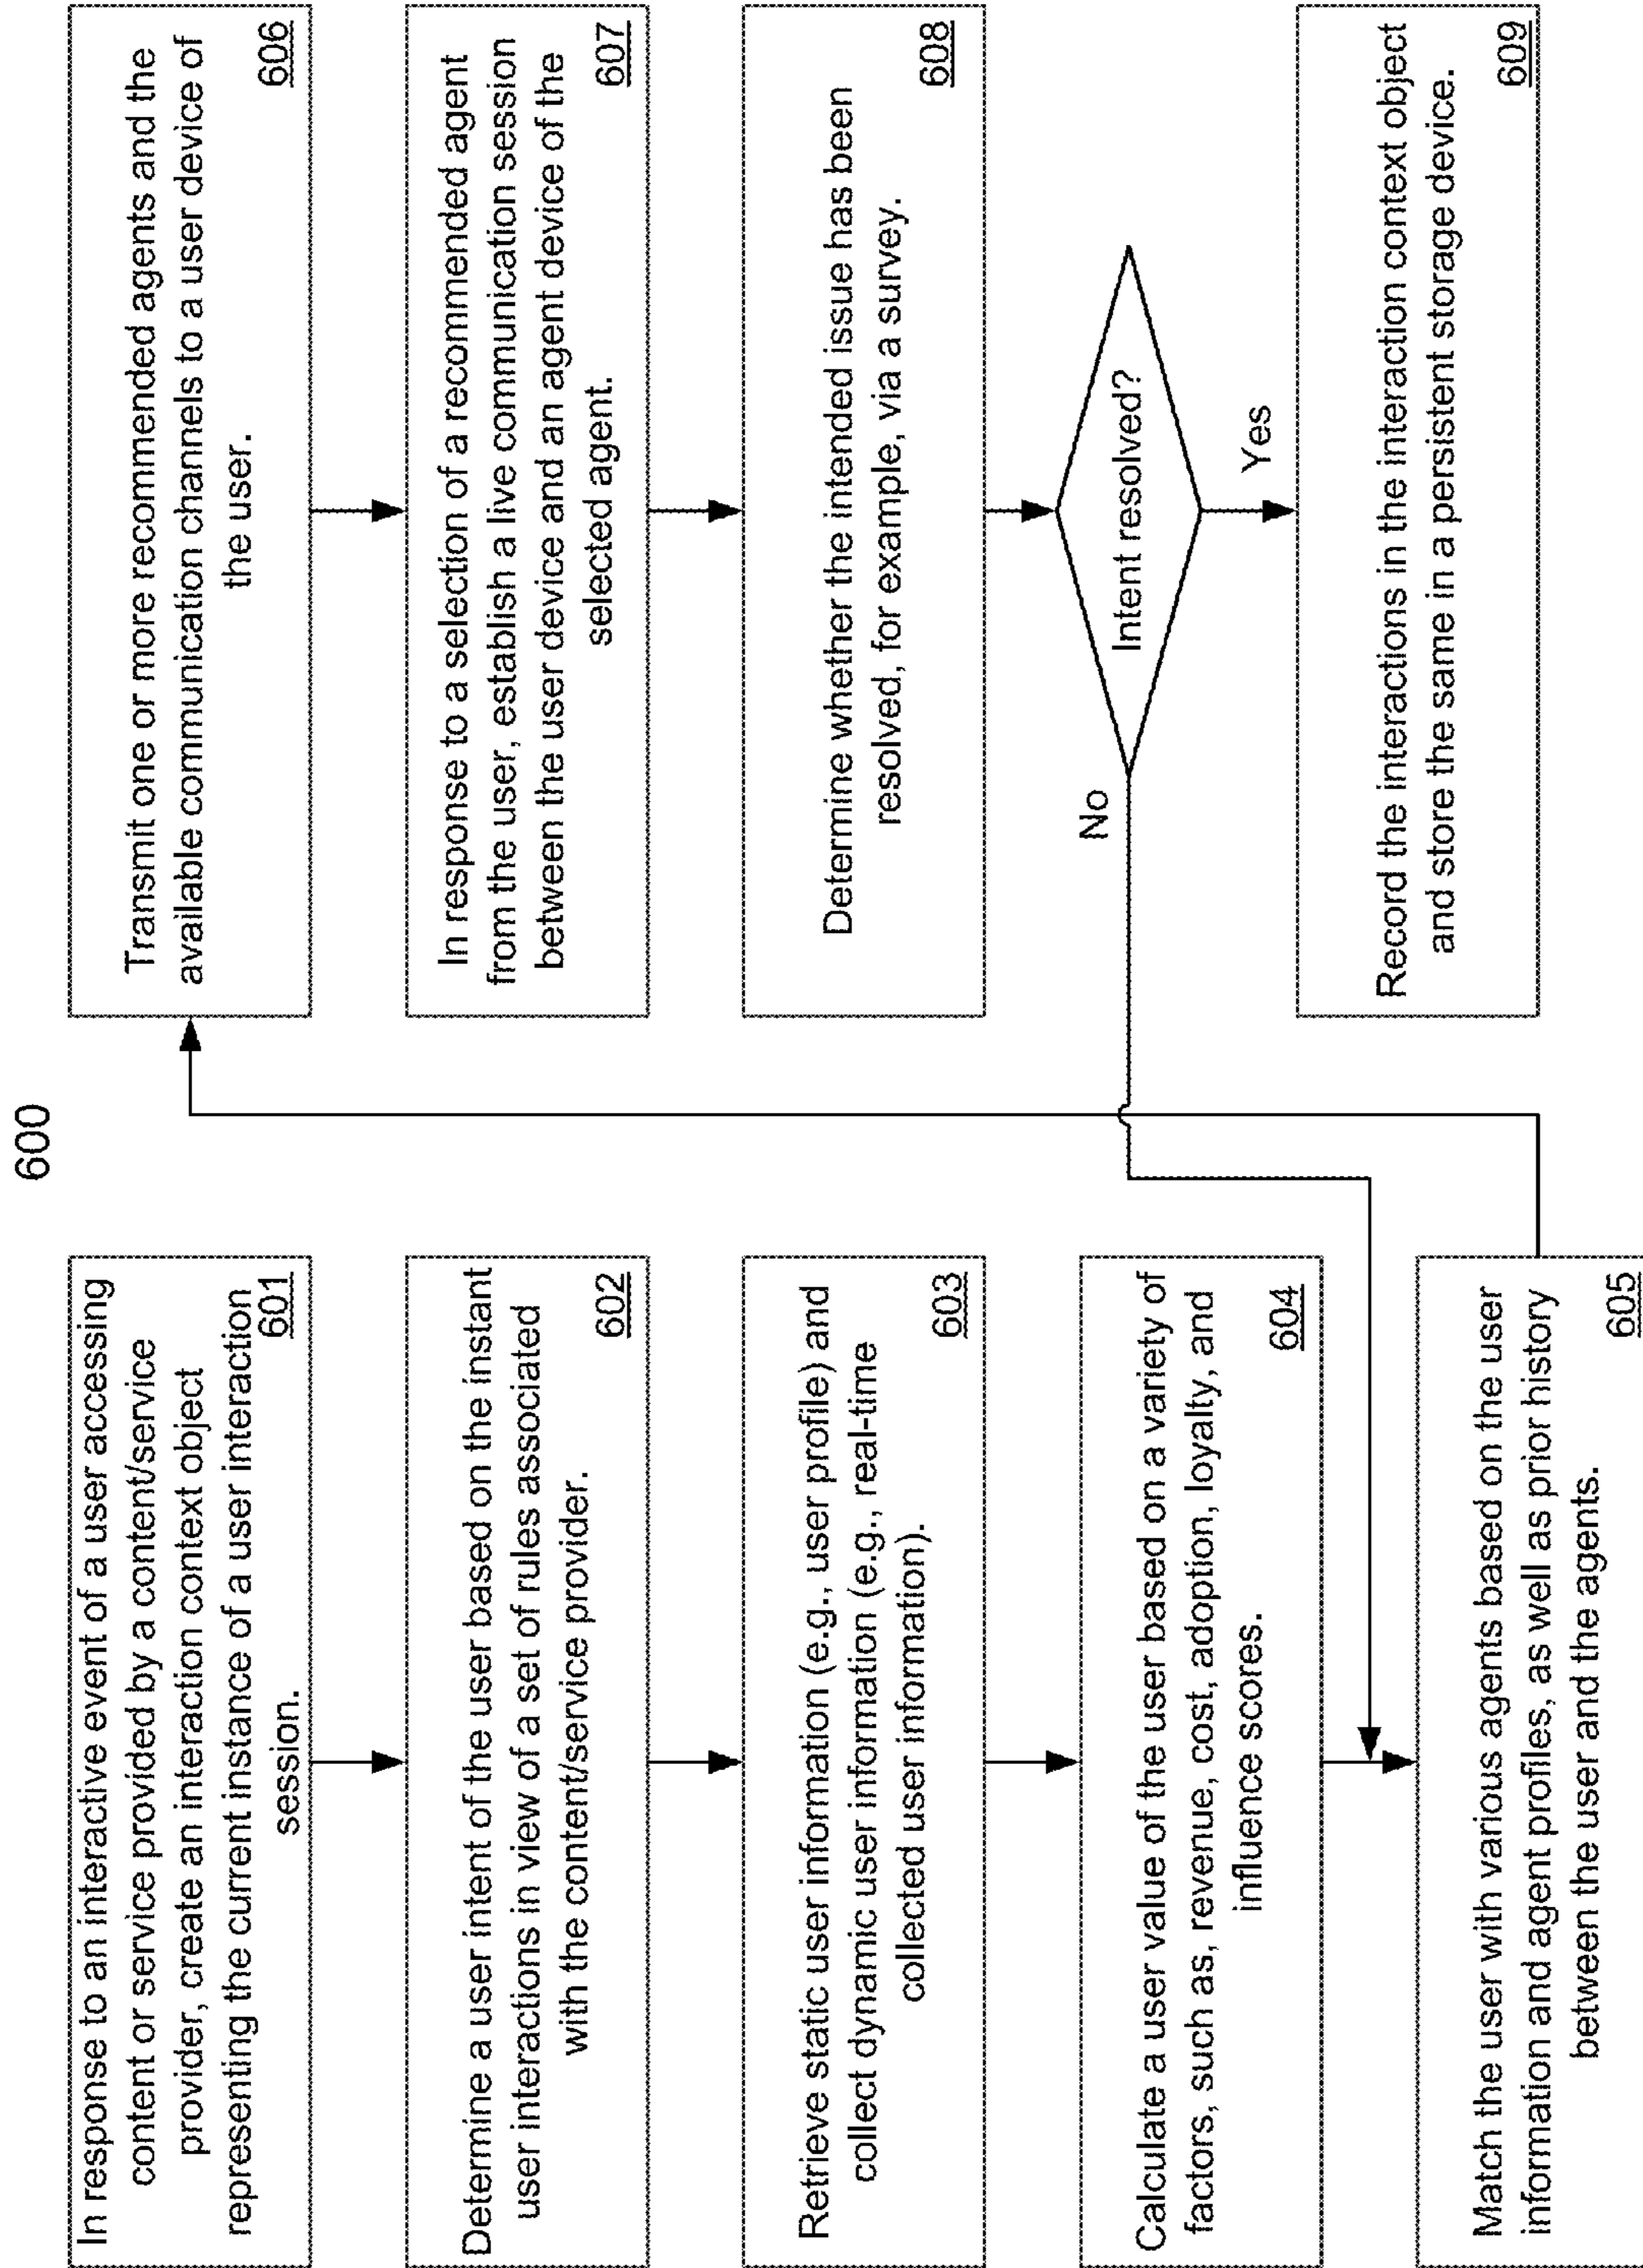 600
In response to an interactive event of a user accessing
content or service provided by a content/service
provider, create an interaction context object
representing the current instance of a user interaction
session.
601
Determine a user intent of the user based on the instant
user interactions in view of a set of rules associated
with the content/service provider.
602
Retrieve static user information (e.g., user profile) and
collect dynamic user information (e.g., real-time
collected user information).
603
Calculate a user value of the user based on a variety of
factors, such as, revenue, cost, adoption, loyalty, and
influence scores.
604
Match the user with various agents based on the user
information and agent profiles, as well as prior history
between the user and the agents.
605
Transmit one or more recommended agents and the
available communication channels to a user device of
the user.
606
In response to a selection of a recommended agent
from the user, establish a live communication session
between the user device and an agent device of the
selected agent.
607
Determine whether the intended issue has been
resolved, for example, via a survey.
608
Intent resolved?
No
Yes
Record the interactions in the interaction context object
and store the same in a persistent storage device.
609